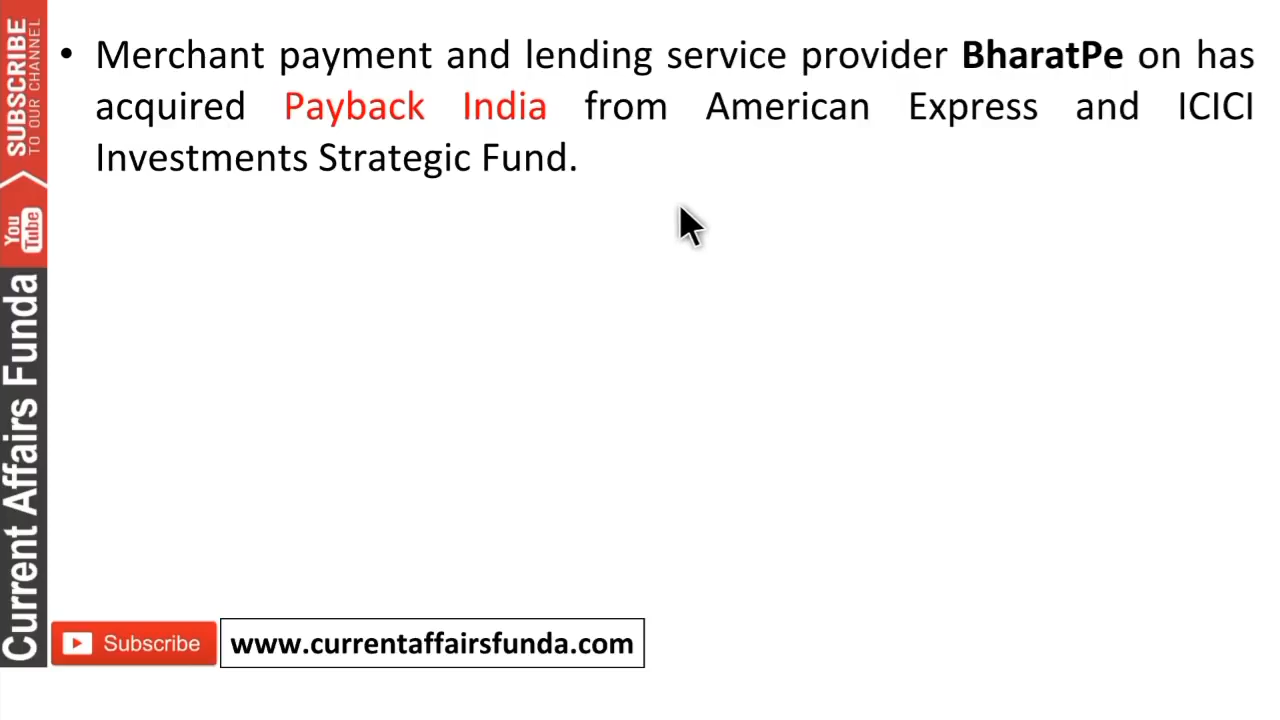 • Merchant payment and lending service provider BharatPe on has
acquired Payback India from American Express and ICICI
Investments Strategic Fund.
SUBSCRIBE
TO OUR CHANNEL
You
Tube
Current Affairs Funda
Subscribe
www.currentaffairsfunda.com